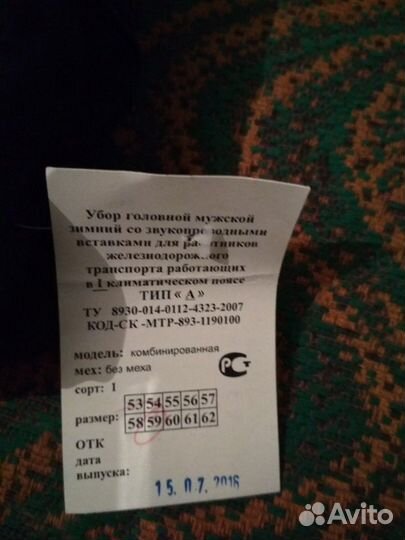 Убор головной мужской
зимний со звукопроводными
вставками для работников
железнодорожного
транспорта работающих
в I климатическом поясе
ТИП « А »
ТУ 8930-014-0112-4323-2007
КОД-СК -МТР-893-1190100
модель: комбинированная
мех: без меха
сорт: 1
размер:
53 54 55 56 57
58 59 60 61 62
ОТК
дата
выпуска: 15.07.2016
РСТ
Avito